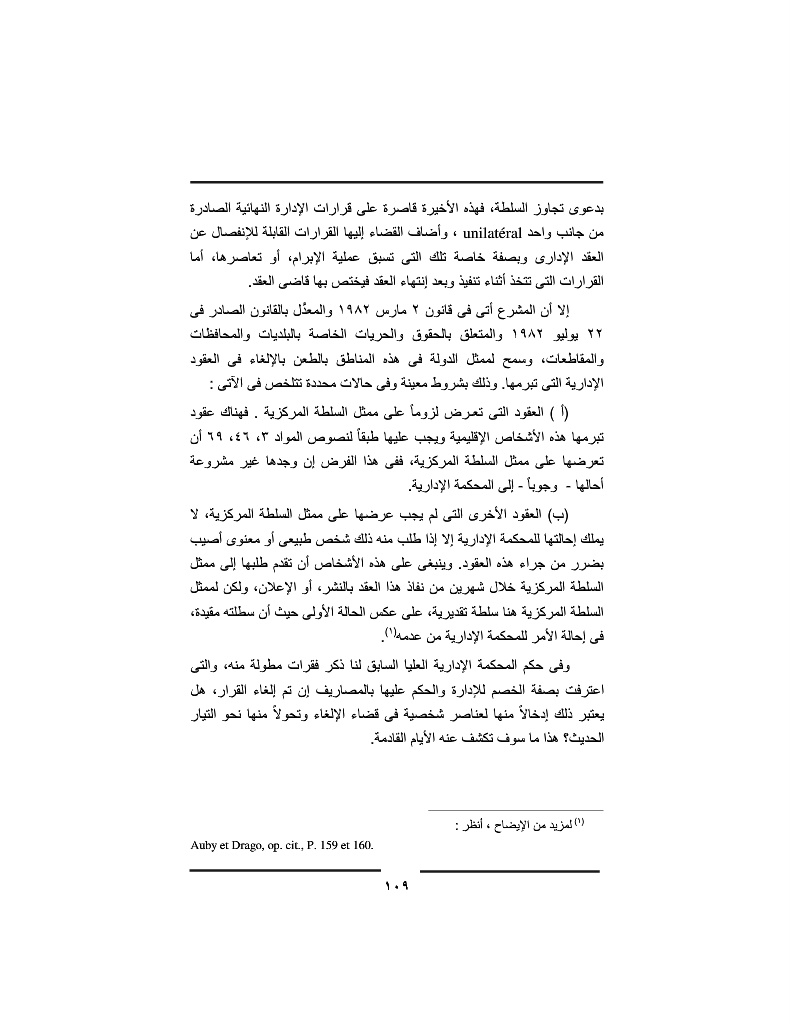 بدعوى تجاوز السلطة، فهذه الأخيرة قاصرة على قرارات الإدارة النهائية الصادرة
من جانب واحد unilatéral ، وأضاف القضاء إليها القرارات القابلة للإنفصال عن
العقد الإدارى وبصفة خاصة تلك التى تسبق عملية الإبرام، أو تعاصرها، أما
القرارات التى تتخذ أثناء تنفيذ وبعد إنتهاء العقد فيختص بها قاضى العقد.
إلا أن المشرع أتى فى قانون ٢ مارس ١٩٨٢ والمعدَّل بالقانون الصادر فى
٢٢ يوليو ١٩٨٢ والمتعلق بالحقوق والحريات الخاصة بالبلديات والمحافظات
والمقاطعات، وسمح لممثل الدولة فى هذه المناطق بالطعن بالإلغاء فى العقود
الإدارية التى تبرمها. وذلك بشروط معينة وفى حالات محددة تتلخص فى الآتى :
(أ ) العقود التى تعرض لزوماً على ممثل السلطة المركزية . فهناك عقود
تبرمها هذه الأشخاص الإقليمية ويجب عليها طبقاً لنصوص المواد ٣، ٤٦، ٦٩ أن
تعرضها على ممثل السلطة المركزية، ففى هذا الفرض إن وجدها غير مشروعة
أحالها - وجوباً - إلى المحكمة الإدارية.
(ب) العقود الأخرى التى لم يجب عرضها على ممثل السلطة المركزية، لا
يملك إحالتها للمحكمة الإدارية إلا إذا طلب منه ذلك شخص طبيعى أو معنوى أصيب
بضرر من جراء هذه العقود. وينبغى على هذه الأشخاص أن تقدم طلبها إلى ممثل
السلطة المركزية خلال شهرين من نفاذ هذا العقد بالنشر، أو الإعلان، ولكن لممثل
السلطة المركزية هنا سلطة تقديرية، على عكس الحالة الأولى حيث أن سطلته مقيدة،
فى إحالة الأمر للمحكمة الإدارية من عدمه(١).
وفى حكم المحكمة الإدارية العليا السابق لنا ذكر فقرات مطولة منه، والتى
اعترفت بصفة الخصم للإدارة والحكم عليها بالمصاريف إن تم إلغاء القرار، هل
يعتبر ذلك إدخالاً منها لعناصر شخصية فى قضاء الإلغاء وتحولاً منها نحو التيار
الحديث؟ هذا ما سوف تكشف عنه الأيام القادمة.
(١) لمزيد من الإيضاح ، أنظر :
Auby et Drago, op. cit., P. 159 et 160.
١٠٩